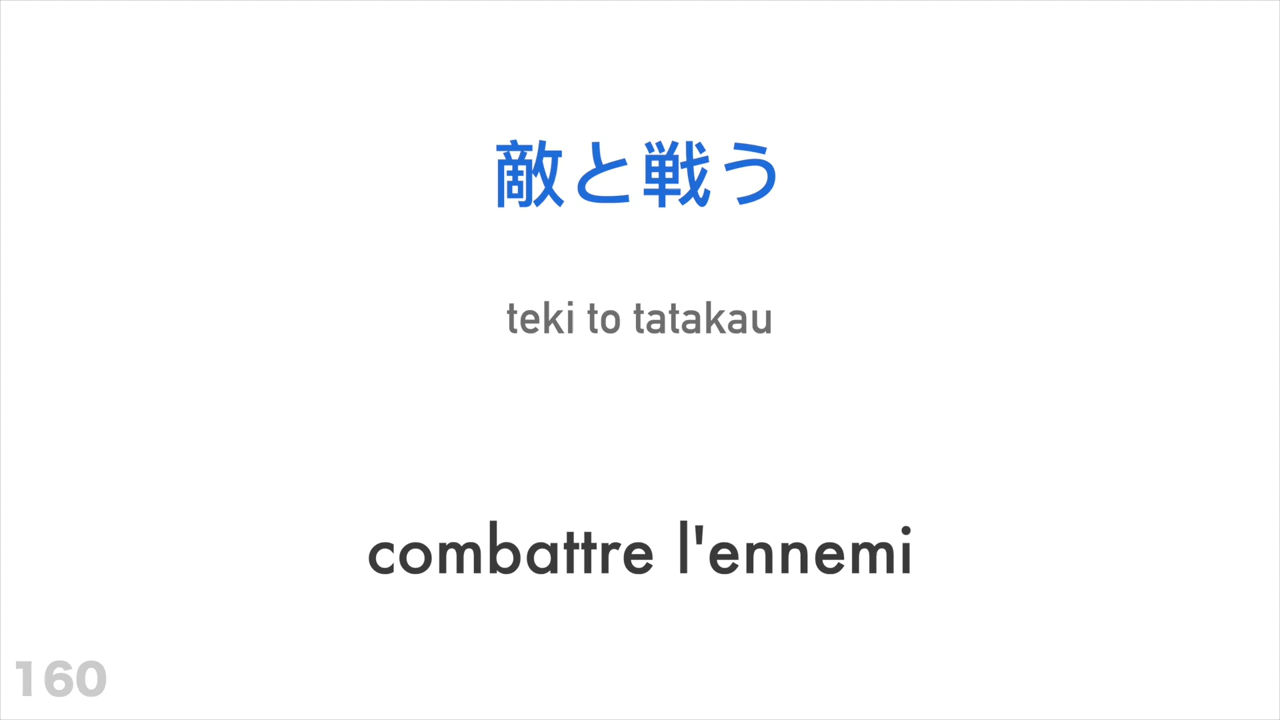 敵と戦う
teki to tatakau
combattre l'ennemi
160